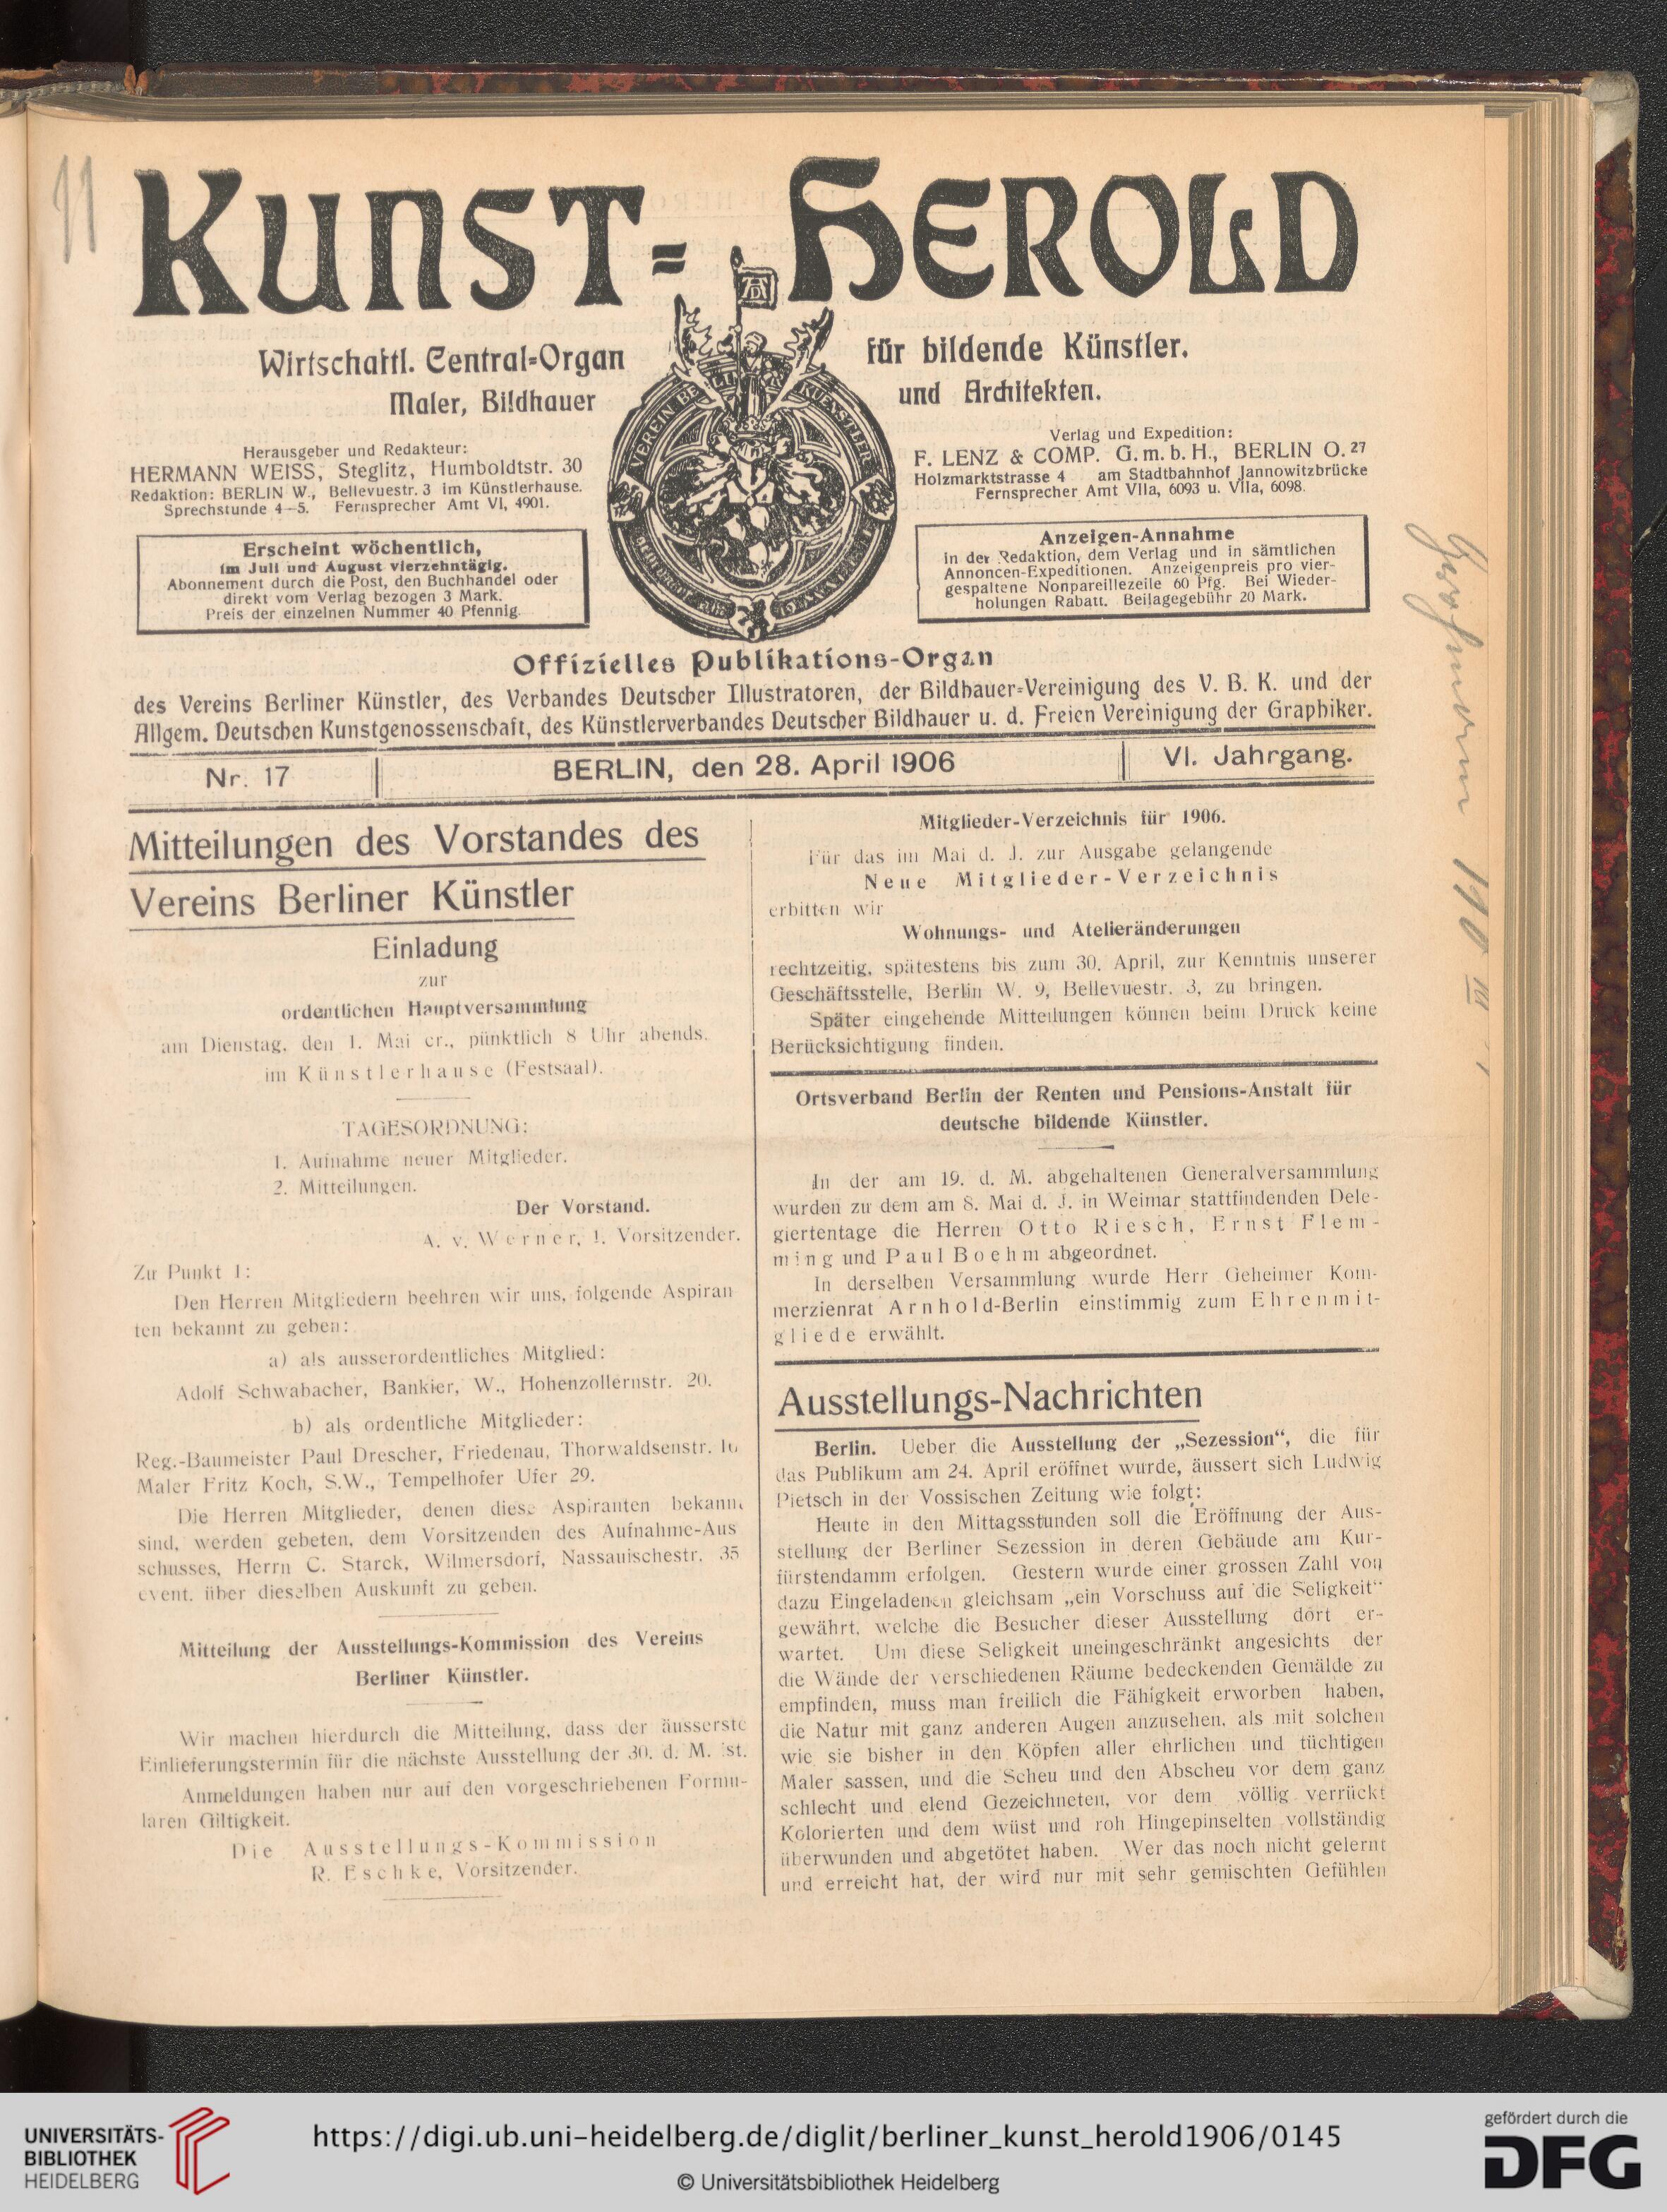 11
KUNST=HEROLD
Wirtschaftl. Central=Organ
für bildende Künstler,
Maler, Bildhauer
und Architekten.
Herausgeber und Redakteur:
HERMANN WEISS, Steglitz, Humboldtstr. 30
Redaktion: BERLIN W., Bellevuestr. 3 im Künstlerhause.
Sprechstunde 4—5. Fernsprecher Amt VI, 4901.
Verlag und Expedition:
F. LENZ & COMP. G. m. b. H., BERLIN O. 27
Holzmarktstrasse 4 am Stadtbahnhof Jannowitzbrücke
Fernsprecher Amt VIIa, 6093 u. VIIa, 6098.
Erscheint wöchentlich,
im Juli und August vierzehntägig.
Abonnement durch die Post, den Buchhandel oder
direkt vom Verlag bezogen 3 Mark.
Preis der einzelnen Nummer 40 Pfennig.
VEREIN BERLINER KUENSTLER
Anzeigen-Annahme
in der Redaktion, dem Verlag und in sämtlichen
Annoncen-Expeditionen. Anzeigenpreis pro vier-
gespaltene Nonpareillezeile 60 Pfg. Bei Wieder-
holungen Rabatt. Beilagegebühr 20 Mark.
Offizielles Publikations-Organ
des Vereins Berliner Künstler, des Verbandes Deutscher Illustratoren, der Bildhauer=Vereinigung des V. B. K. und der
Allgem. Deutschen Kunstgenossenschaft, des Künstlerverbandes Deutscher Bildhauer u. d. Freien Vereinigung der Graphiker.
Nr. 17
BERLIN, den 28. April 1906
VI. Jahrgang.
Mitteilungen des Vorstandes des
Vereins Berliner Künstler
Einladung
zur
ordentlichen Hauptversammlung
am Dienstag, den 1. Mai cr., pünktlich 8 Uhr abends,
im Künstlerhause (Festsaal).
TAGESORDNUNG:
1. Aufnahme neuer Mitglieder.
2. Mitteilungen.
Der Vorstand.
A. v. Werner, 1. Vorsitzender.
Zu Punkt 1:
Den Herren Mitgliedern beehren wir uns, folgende Aspiran
ten bekannt zu geben:
a) als ausserordentliches Mitglied:
Adolf Schwabacher, Bankier, W., Hohenzollernstr. 20.
b) als ordentliche Mitglieder:
Reg.-Baumeister Paul Drescher, Friedenau, Thorwaldsenstr.
Maler Fritz Koch, S.W., Tempelhofer Ufer 29.
Die Herren Mitglieder, denen diese Aspiranten bekannt
sind, werden gebeten, dem Vorsitzenden des Aufnahme-Aus
schusses, Herrn C. Starck, Wilmersdorf, Nassauischestr. 35
event. über dieselben Auskunft zu geben.
Mitteilung der Ausstellungs-Kommission des Vereins
Berliner Künstler.
Wir machen hierdurch die Mitteilung, dass der äusserste
Einlieferungstermin für die nächste Ausstellung der 30. d. M. ist.
Anmeldungen haben nur auf den vorgeschriebenen Formu-
laren Giltigkeit.
Die Ausstellungs-Kommission
R. Eschke, Vorsitzender.
Mitglieder-Verzeichnis für 1906.
Für das im Mai d. J. zur Ausgabe gelangende
Neue Mitglieder-Verzeichnis
erbitten wir
Wohnungs- und Atelieränderungen
rechtzeitig, spätestens bis zum 30. April, zur Kenntnis unserer
Geschäftsstelle, Berlin W. 9, Bellevuestr. 3, zu bringen.
Später eingehende Mitteilungen können beim Druck keine
Berücksichtigung finden.
Ortsverband Berlin der Renten und Pensions-Anstalt für
deutsche bildende Künstler.
In der am 19. d. M. abgehaltenen Generalversammlung
wurden zu dem am 8. Mai d. J. in Weimar stattfindenden Dele-
giertentage die Herren Otto Riesch, Ernst Flem-
ming und Paul Boehm abgeordnet.
In derselben Versammlung wurde Herr Geheimer Kom-
merzienrat Arnhold-Berlin einstimmig zum Ehrenmit-
gliede erwählt.
Ausstellungs-Nachrichten
Berlin. Ueber die Ausstellung der „Sezession“, die für
das Publikum am 24. April eröffnet wurde, äussert sich Ludwig
Pietsch in der Vossischen Zeitung wie folgt:
Heute in den Mittagsstunden soll die Eröffnung der Aus-
stellung der Berliner Sezession in deren Gebäude am Kur-
fürstendamm erfolgen. Gestern wurde einer grossen Zahl von
dazu Eingeladenen gleichsam „ein Vorschuss auf die Seligkeit“
gewährt, welche die Besucher dieser Ausstellung dort er-
wartet. Um diese Seligkeit uneingeschränkt angesichts der
die Wände der verschiedenen Räume bedeckenden Gemälde zu
empfinden, muss man freilich die Fähigkeit erworben haben,
die Natur mit ganz anderen Augen anzusehen, als mit solchen
wie sie bisher in den Köpfen aller ehrlichen und tüchtigen
Maler sassen, und die Scheu und den Abscheu vor dem ganz
schlecht und elend Gezeichneten, vor dem völlig verrückt
Kolorierten und dem wüst und roh Hingepinselten vollständig
überwunden und abgetötet haben. Wer das noch nicht gelernt
und erreicht hat, der wird nur mit sehr gemischten Gefühlen
UNIVERSITÄTS-
BIBLIOTHEK
HEIDELBERG
https://digi.ub.uni-heidelberg.de/diglit/berliner_kunst_herold1906/0145
© Universitätsbibliothek Heidelberg
gefördert durch die
DFG